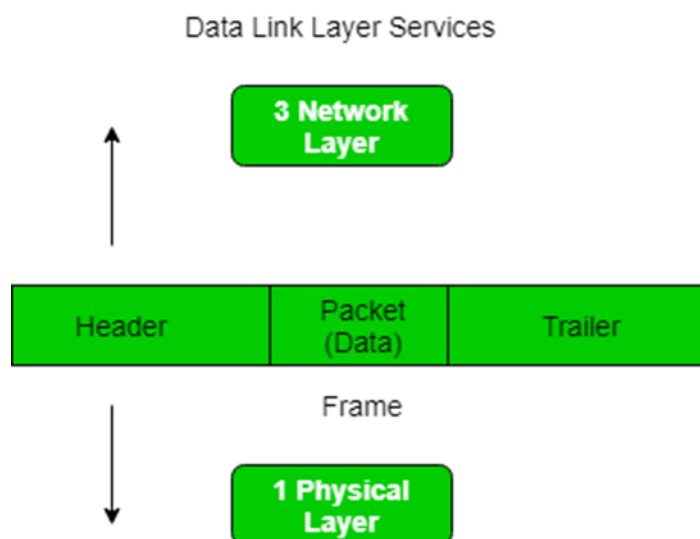 Data Link Layer Services
3 Network
Layer
Header
Packet
(Data)
Trailer
Frame
1 Physical
Layer